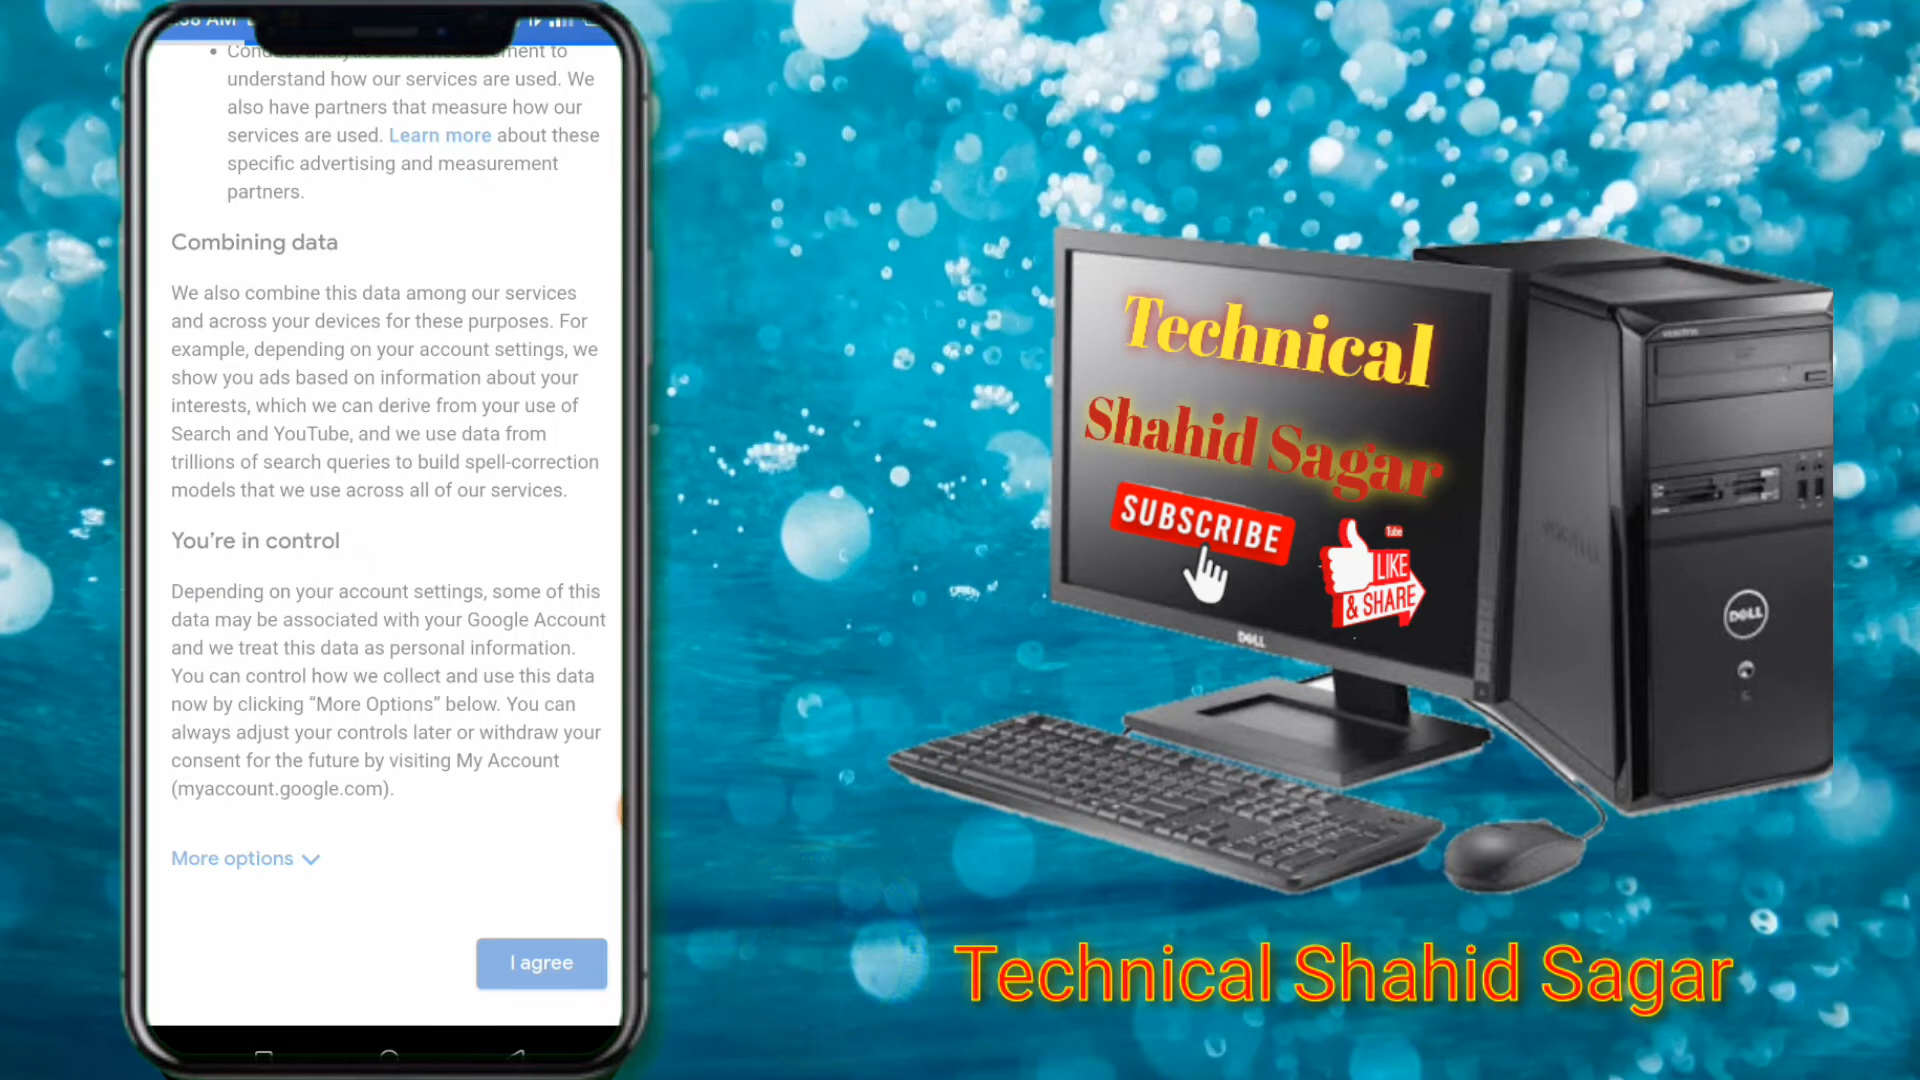 :38 AM
understand how our services are used. We
also have partners that measure how our
services are used. Learn more about these
specific advertising and measurement
partners.
Combining data
We also combine this data among our services
and across your devices for these purposes. For
example, depending on your account settings, we
show you ads based on information about your
interests, which we can derive from your use of
Search and YouTube, and we use data from
trillions of search queries to build spell-correction
models that we use across all of our services.
You’re in control
Depending on your account settings, some of this
data may be associated with your Google Account
and we treat this data as personal information.
You can control how we collect and use this data
now by clicking “More Options” below. You can
always adjust your controls later or withdraw your
consent for the future by visiting My Account
(myaccount.google.com).
More options
I agree
Technical
Shahid Sagar
SUBSCRIBE
Tube
LIKE
& SHARE
DELL
DELL
Technical Shahid Sagar